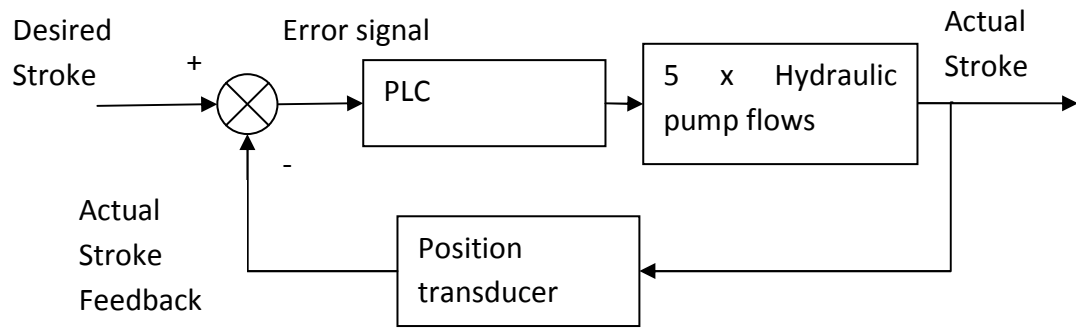 Desired
Stroke
+
Error signal
PLC
5 x Hydraulic
pump flows
Actual
Stroke
-
Actual
Stroke
Feedback
Position
transducer